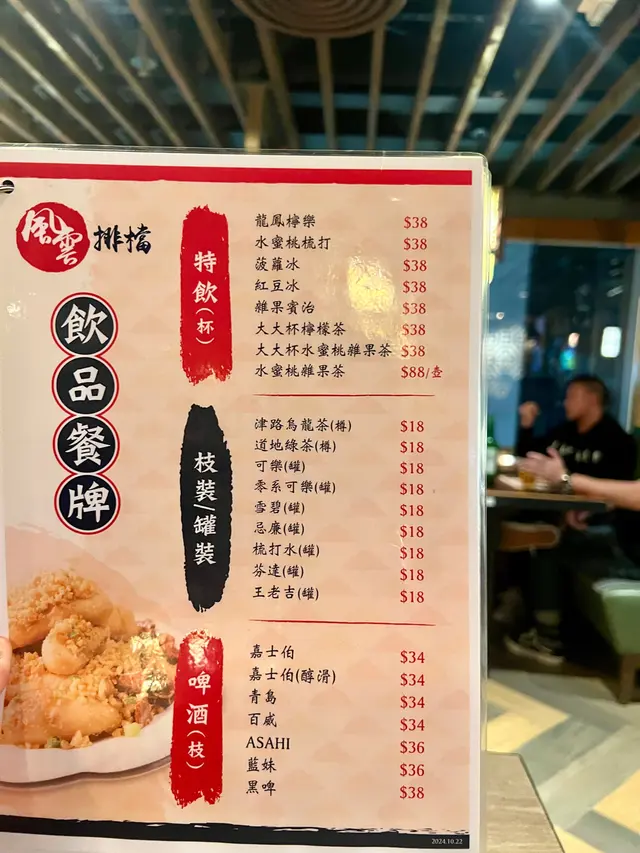 風雲排檔
飲品餐牌
特飲(杯)
龍鳳檸樂 $38
水蜜桃梳打 $38
菠蘿冰 $38
紅豆冰 $38
雜果賓治 $38
大大杯檸檬茶 $38
大大杯水蜜桃雜果茶 $38
水蜜桃雜果茶 $88/壺
枝裝/罐裝
津路烏龍茶(樽) $18
道地綠茶(樽) $18
可樂(罐) $18
零系可樂(罐) $18
雪碧(罐) $18
忌廉(罐) $18
梳打水(罐) $18
芬達(罐) $18
王老吉(罐) $18
啤酒(枝)
嘉士伯 $34
嘉士伯(醇滑) $34
青島 $34
百威 $34
ASAHI $36
藍妹 $36
黑啤 $38
2024.10.22